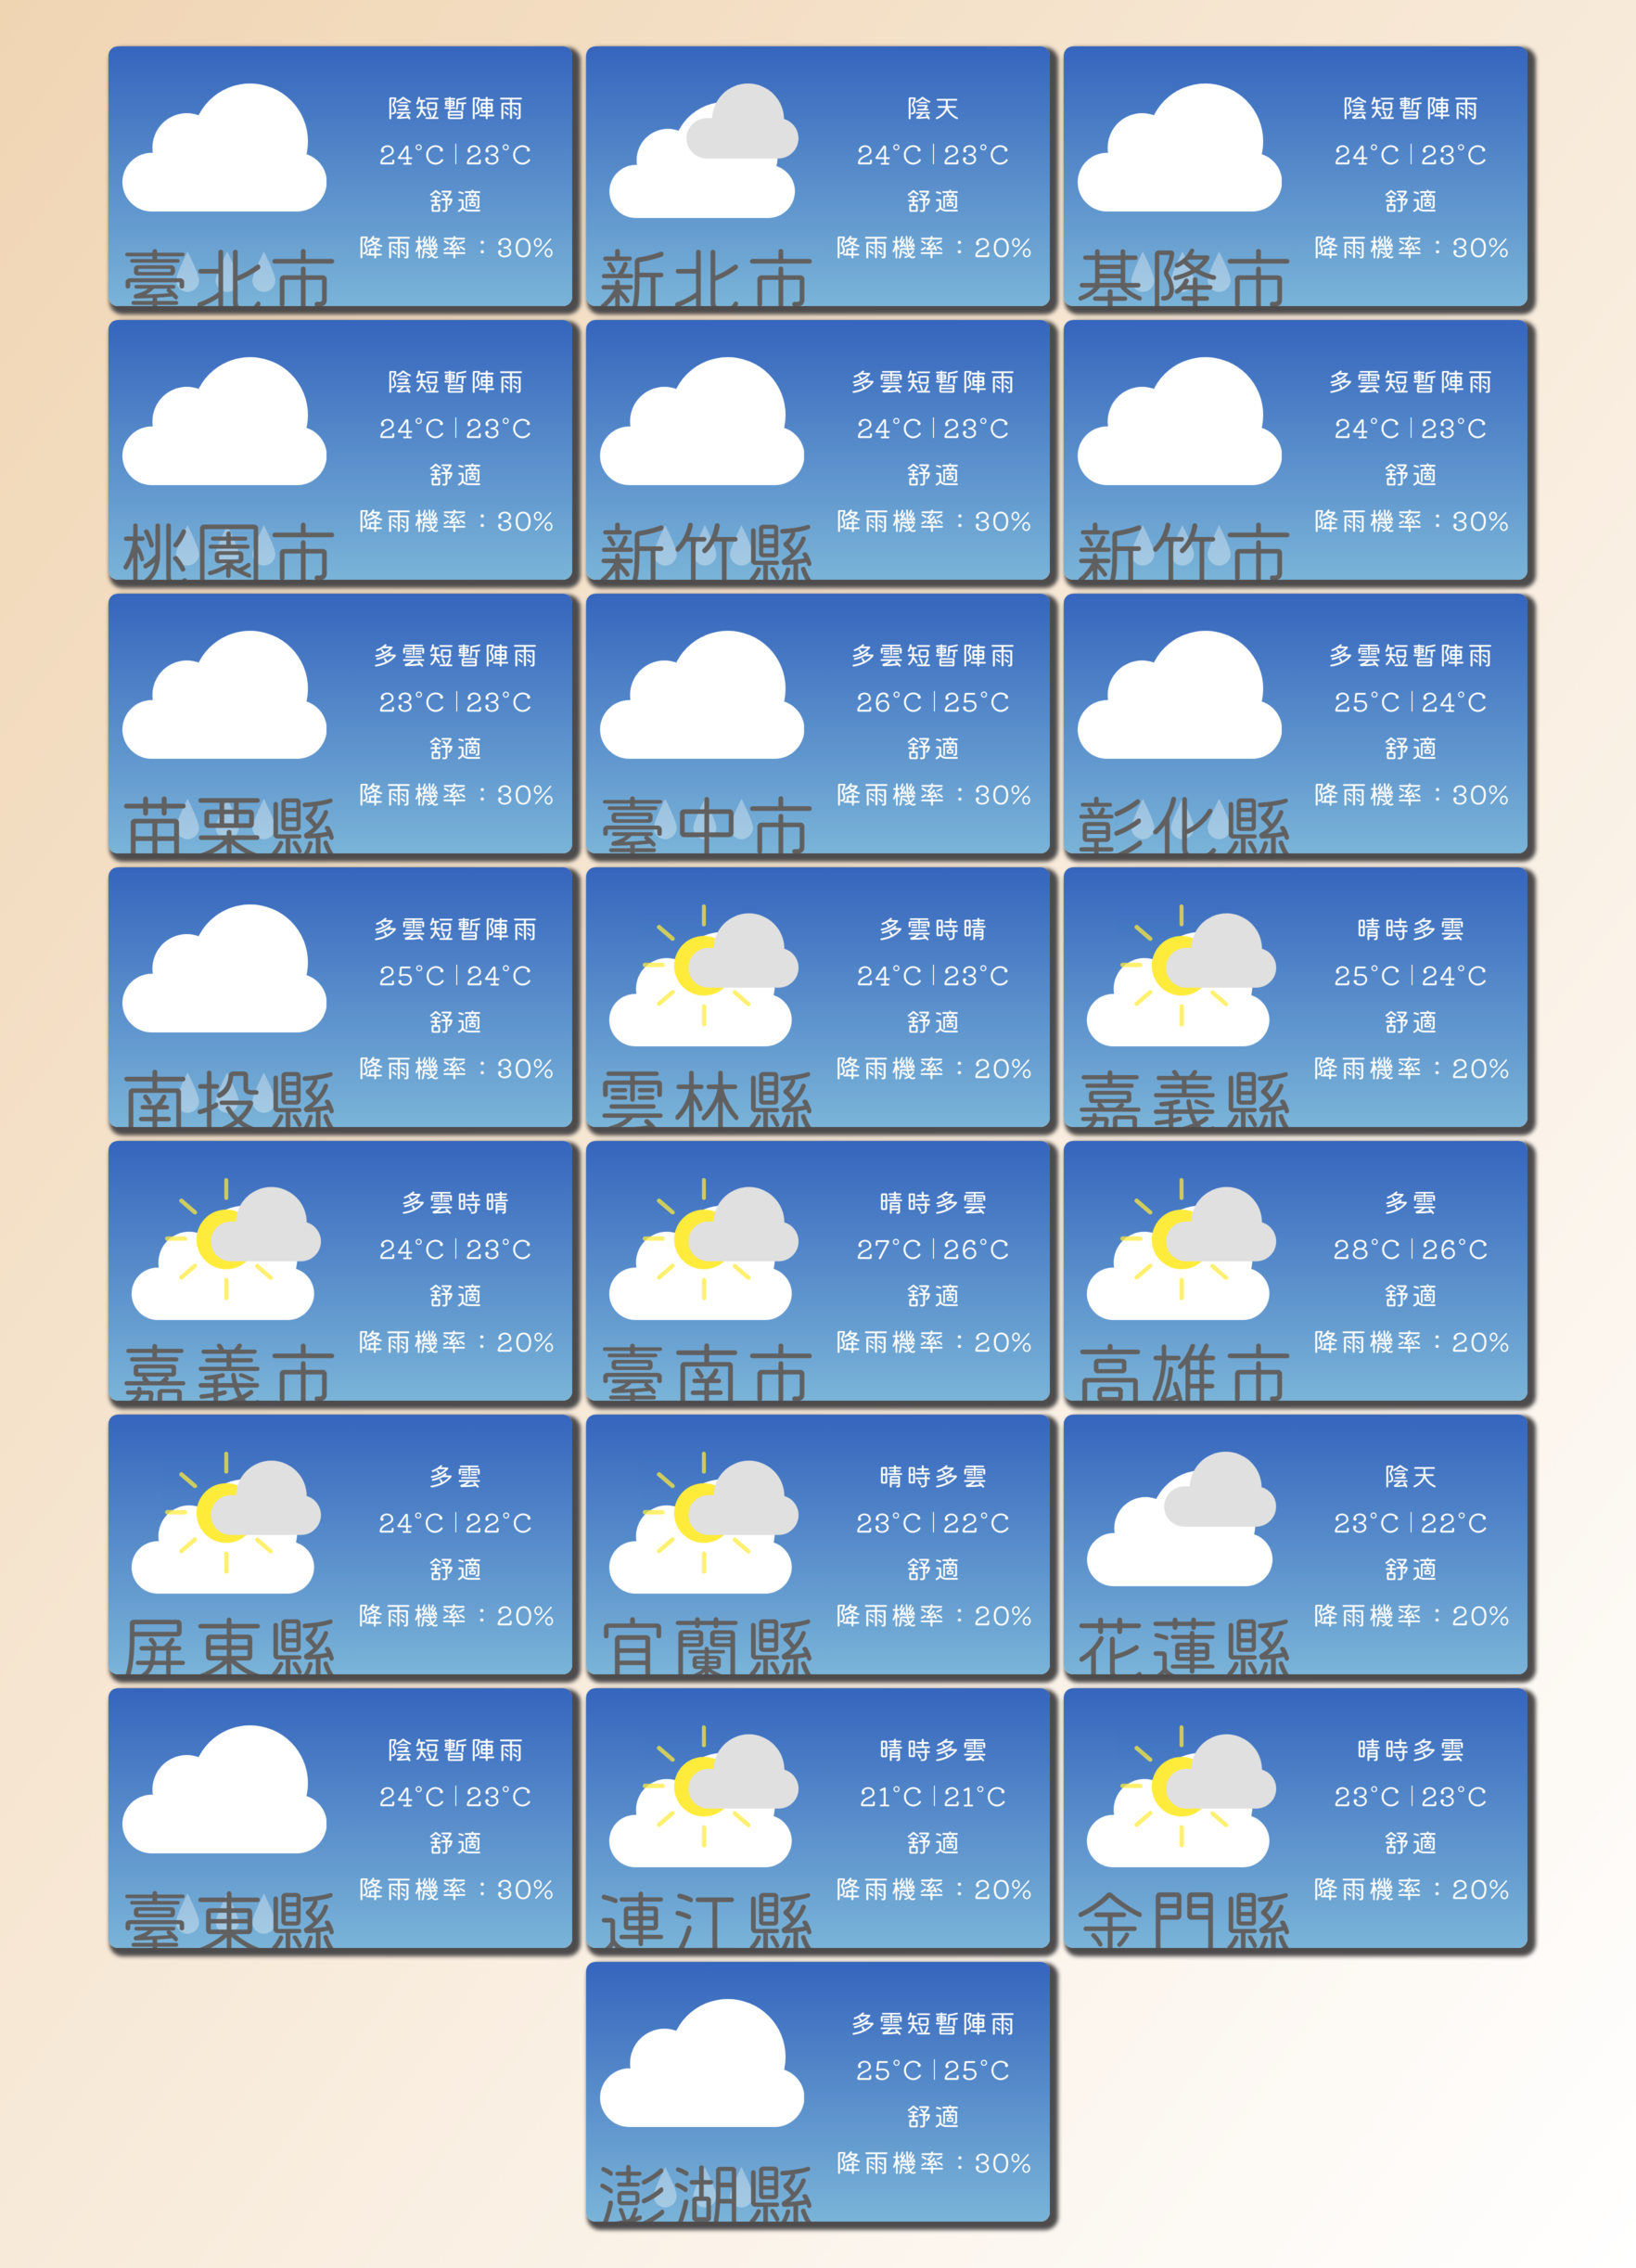 陰短暫陣雨
24°C | 23°C
舒適
降雨機率：30%
臺北市
陰天
24°C | 23°C
舒適
降雨機率：20%
新北市
陰短暫陣雨
24°C | 23°C
舒適
降雨機率：30%
基隆市
陰短暫陣雨
24°C | 23°C
舒適
降雨機率：30%
桃園市
多雲短暫陣雨
24°C | 23°C
舒適
降雨機率：30%
新竹縣
多雲短暫陣雨
24°C | 23°C
舒適
降雨機率：30%
新竹市
多雲短暫陣雨
23°C | 23°C
舒適
降雨機率：30%
苗栗縣
多雲短暫陣雨
26°C | 25°C
舒適
降雨機率：30%
臺中市
多雲短暫陣雨
25°C | 24°C
舒適
降雨機率：30%
彰化縣
多雲短暫陣雨
25°C | 24°C
舒適
降雨機率：30%
南投縣
多雲時晴
24°C | 23°C
舒適
降雨機率：20%
雲林縣
晴時多雲
25°C | 24°C
舒適
降雨機率：20%
嘉義縣
多雲時晴
24°C | 23°C
舒適
降雨機率：20%
嘉義市
晴時多雲
27°C | 26°C
舒適
降雨機率：20%
臺南市
多雲
28°C | 26°C
舒適
降雨機率：20%
高雄市
多雲
24°C | 22°C
舒適
降雨機率：20%
屏東縣
晴時多雲
23°C | 22°C
舒適
降雨機率：20%
宜蘭縣
陰天
23°C | 22°C
舒適
降雨機率：20%
花蓮縣
陰短暫陣雨
24°C | 23°C
舒適
降雨機率：30%
臺東縣
晴時多雲
21°C | 21°C
舒適
降雨機率：20%
連江縣
晴時多雲
23°C | 23°C
舒適
降雨機率：20%
金門縣
多雲短暫陣雨
25°C | 25°C
舒適
降雨機率：30%
澎湖縣